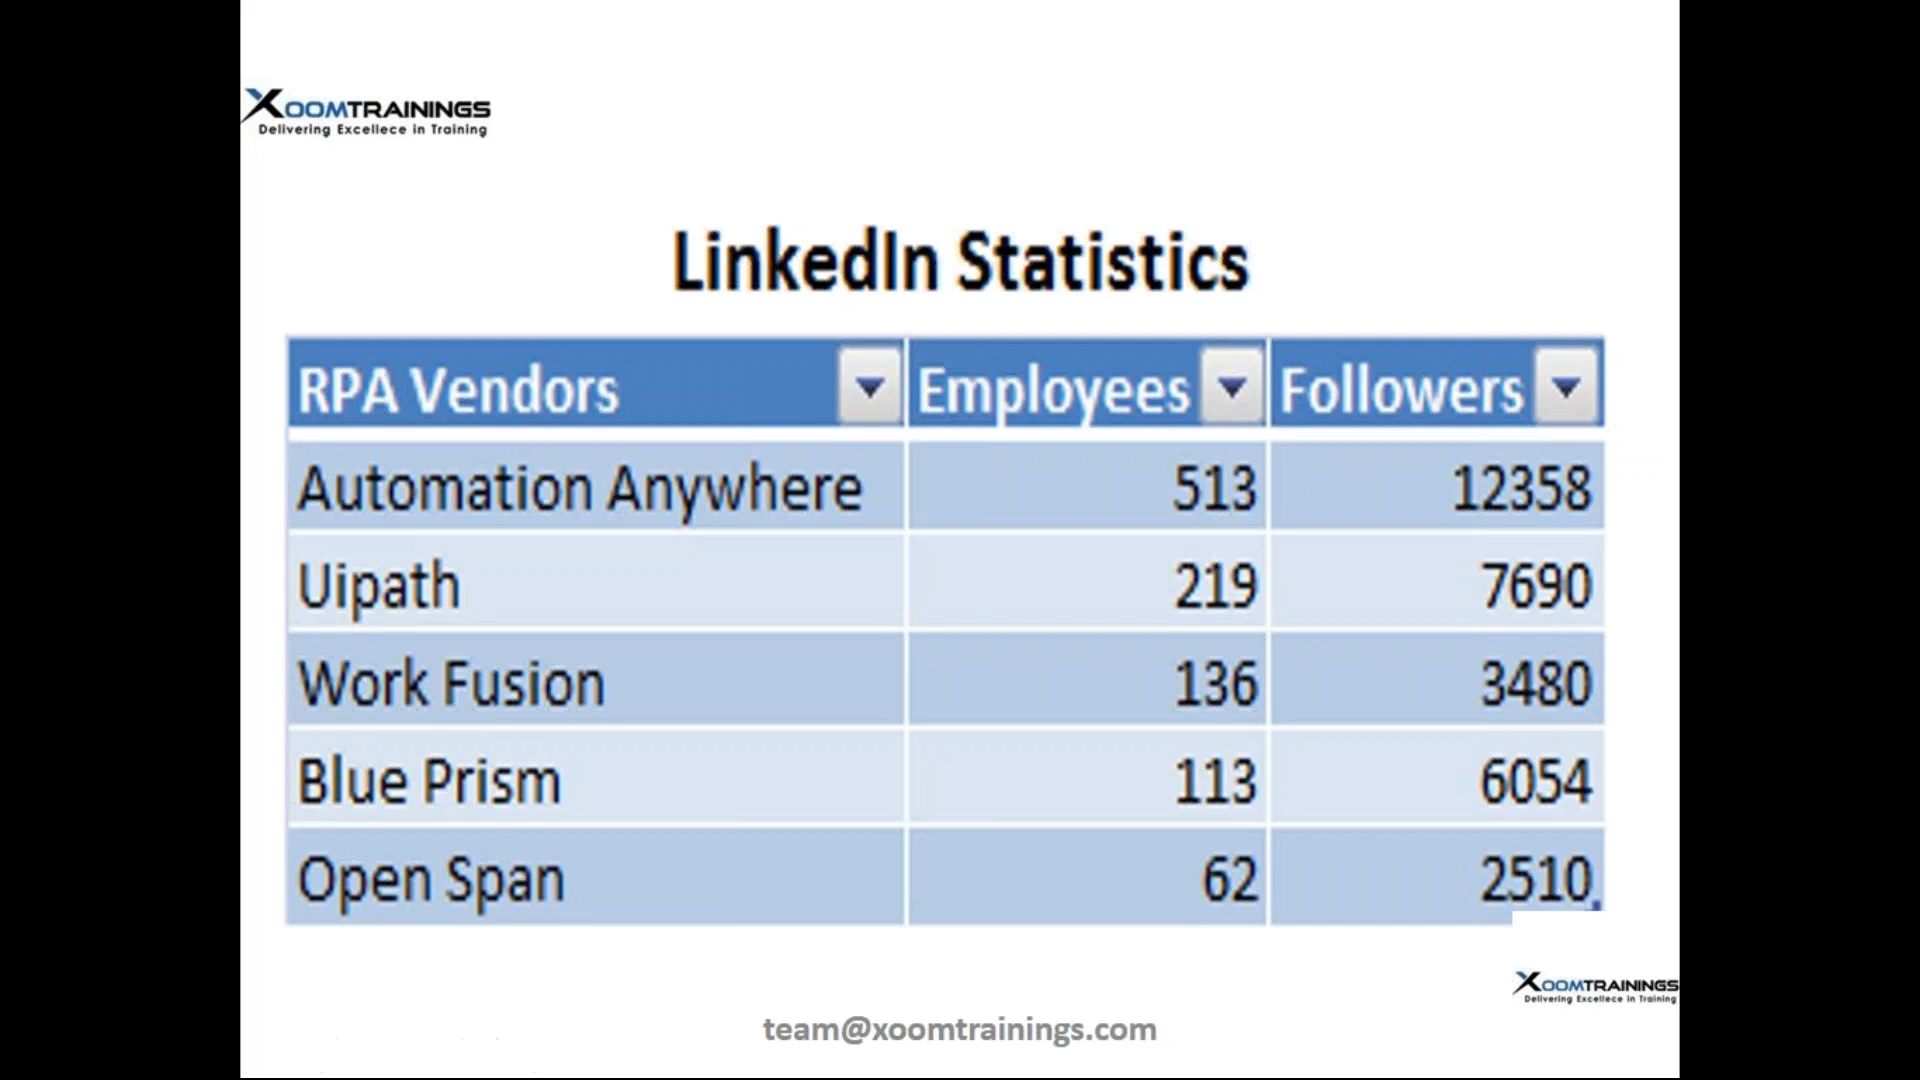 XOOMTRAININGS
Delivering Excellece in Training
LinkedIn Statistics
RPA Vendors Employees Followers
Automation Anywhere 513 12358
Uipath 219 7690
Work Fusion 136 3480
Blue Prism 113 6054
Open Span 62 2510
XOOMTRAININGS
Delivering Excellece in Training
team@xoomtrainings.com